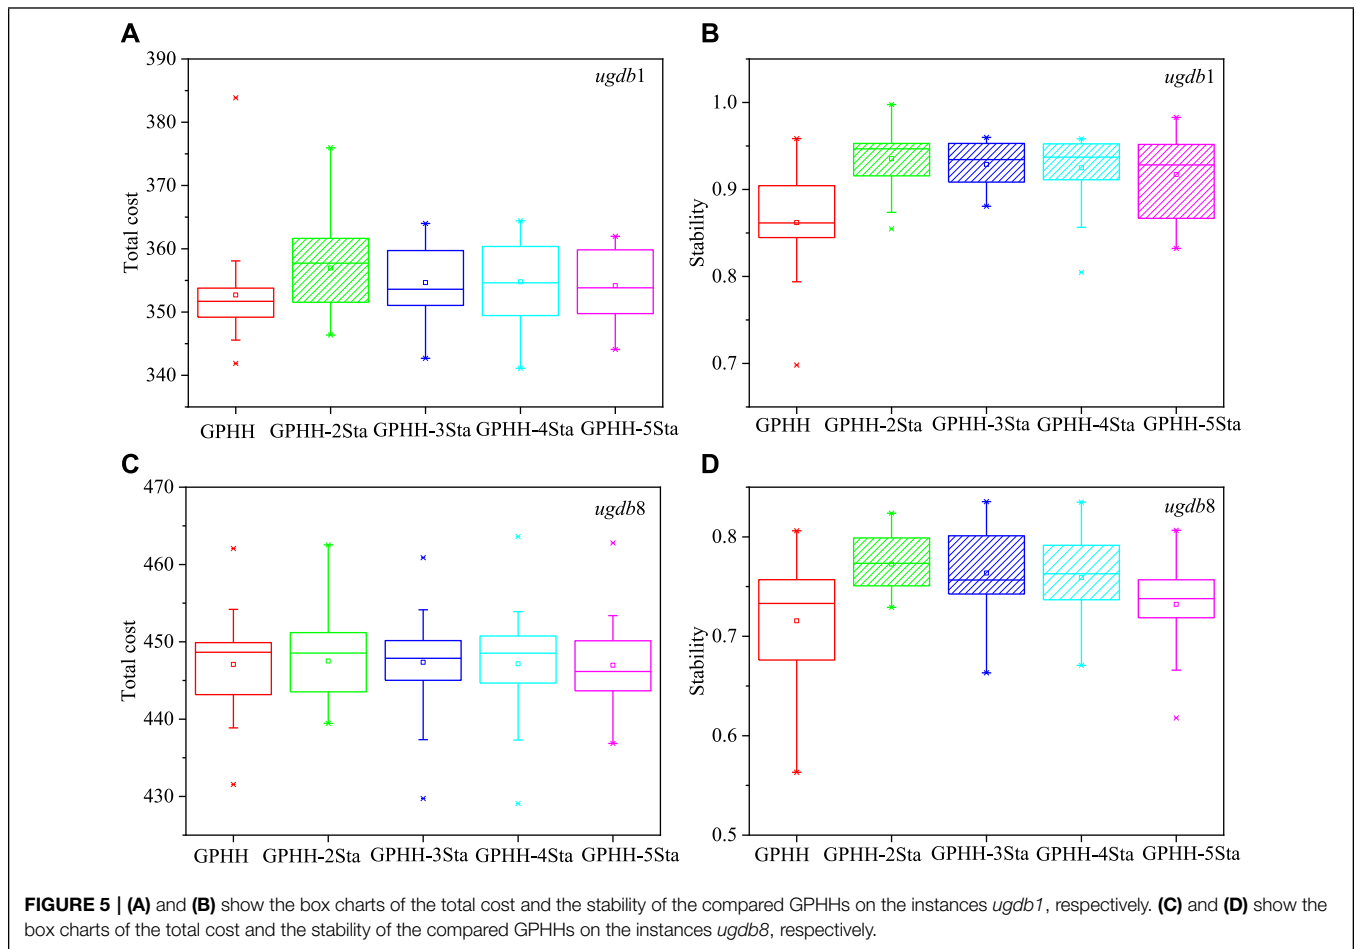 A
ugdb1
390
380
370
360
350
340
Total cost
GPHH GPHH-2Sta GPHH-3Sta GPHH-4Sta GPHH-5Sta
B
ugdb1
1.0
0.9
0.8
0.7
Stability
GPHH GPHH-2Sta GPHH-3Sta GPHH-4Sta GPHH-5Sta
C
ugdb8
470
460
450
440
430
Total cost
GPHH GPHH-2Sta GPHH-3Sta GPHH-4Sta GPHH-5Sta
D
ugdb8
0.8
0.7
0.6
0.5
Stability
GPHH GPHH-2Sta GPHH-3Sta GPHH-4Sta GPHH-5Sta
FIGURE 5 | (A) and (B) show the box charts of the total cost and the stability of the compared GPHHs on the instances ugdb1, respectively. (C) and (D) show the
box charts of the total cost and the stability of the compared GPHHs on the instances ugdb8, respectively.